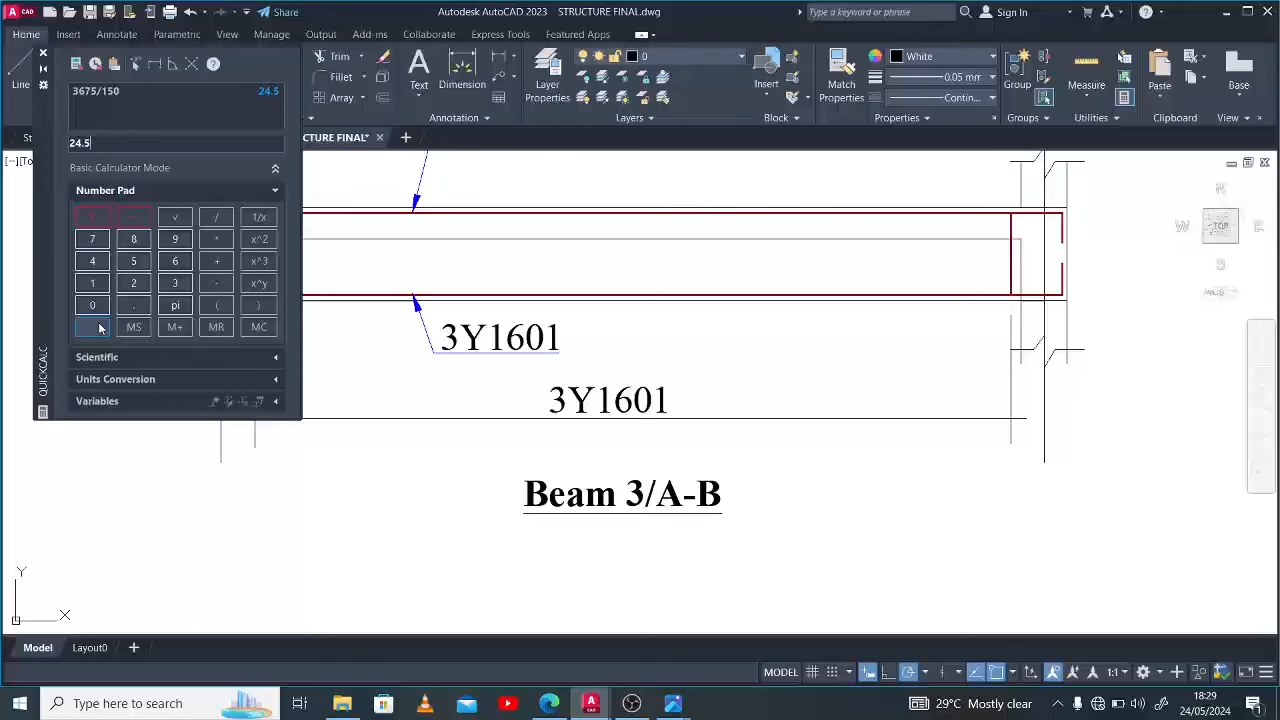 CAD
Share
Autodesk AutoCAD 2023 STRUCTURE FINAL.dwg
Type a keyword or phrase
Sign In
Home Insert Annotate Parametric View Manage Output Add-ins Collaborate Express Tools Featured Apps
Line
Trim
Fillet
Array
Text
Dimension
Annotation
Layer
Properties
0
Layers
Insert
Block
Match
Properties
White
0.05 mm
Contin...
Properties
Group
Groups
Measure
Utilities
Paste
Clipboard
Base
View
CTURE FINAL*
[−][To
3675/150 24.5
24.5
Basic Calculator Mode
Number Pad
√ / 1/x
7 8 9 * x^2
4 5 6 + x^3
1 2 3 - x^y
0 . pi ( )
MS M+ MR MC
Scientific
Units Conversion
Variables
QUICKCALC
TOP
W
3Y1601
3Y1601
Beam 3/A-B
Y
X
Model Layout0
MODEL
1:1
Type here to search
29°C Mostly clear
18:29
24/05/2024